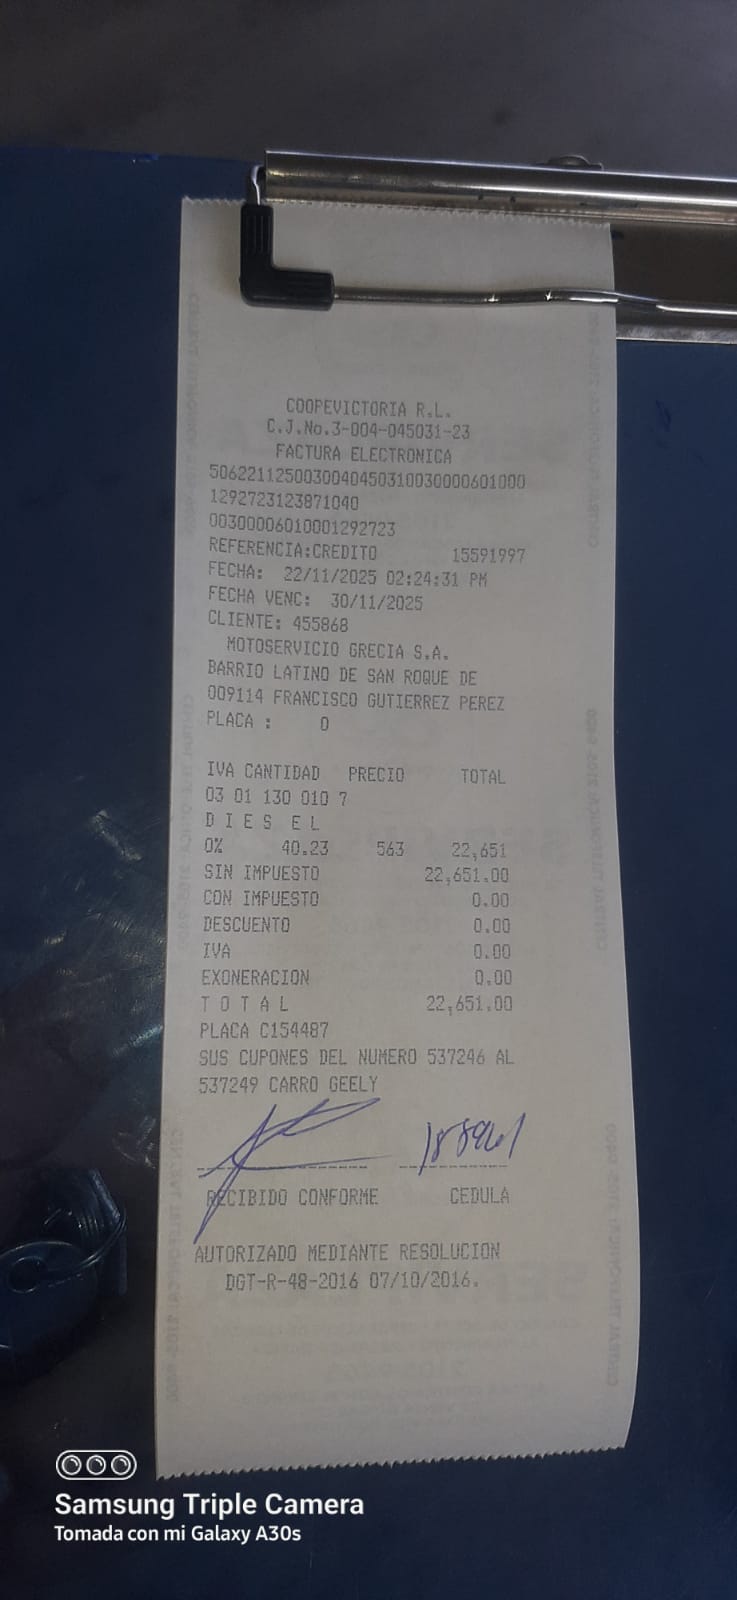 COOPEVICTORIA R.L.
C.J.No.3-004-045031-23
FACTURA ELECTRONICA
50622112500300404503100300000601000
1292723123871040
00300006010001292723
REFERENCIA:CREDITO 15591997
FECHA: 22/11/2025 02:24:31 PM
FECHA VENC: 30/11/2025
CLIENTE: 455868
MOTOSERVICIO GRECIA S.A.
BARRIO LATINO DE SAN ROQUE DE
009114 FRANCISCO GUTIERREZ PEREZ
PLACA : 0
IVA CANTIDAD PRECIO TOTAL
03 01 130 010 7
D I E S E L
0% 40.23 563 22,651
SIN IMPUESTO 22,651.00
CON IMPUESTO 0.00
DESCUENTO 0.00
IVA 0.00
EXONERACION 0.00
T O T A L 22,651.00
PLACA C154487
SUS CUPONES DEL NUMERO 537246 AL
537249 CARRO GEELY
RECIBIDO CONFORME CEDULA
AUTORIZADO MEDIANTE RESOLUCION
DGT-R-48-2016 07/10/2016.
Samsung Triple Camera
Tomada con mi Galaxy A30s